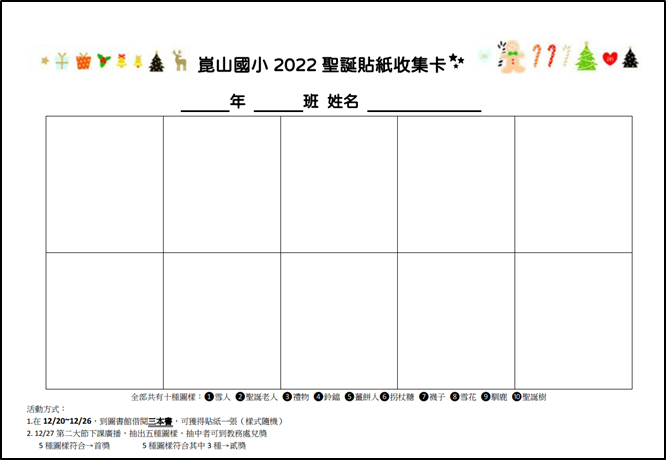 崑山國小 2022 聖誕貼紙收集卡
______年 ______班 姓名 ______________
全部共有十種圖樣：❶雪人 ❷聖誕老人 ❸禮物 ❹鈴鐺 ❺薑餅人❻拐杖糖 ❼襪子 ❽雪花 ❾馴鹿 ❿聖誕樹
活動方式：
1.在 12/20~12/26，到圖書館借閱三本書，可獲得貼紙一張（樣式隨機）
2. 12/27 第二大節下課廣播，抽出五種圖樣，抽中者可到教務處兌獎
5 種圖樣符合→首獎 5 種圖樣符合其中 3 種→貳獎